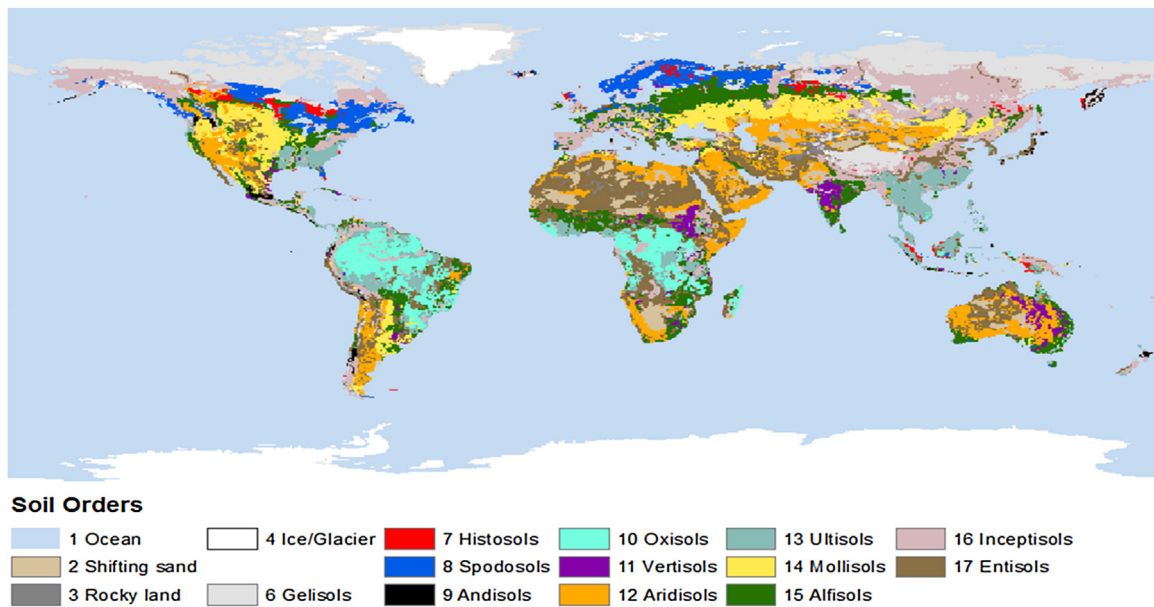 Soil Orders
1 Ocean 4 Ice/Glacier 7 Histosols 10 Oxisols 13 Ultisols 16 Inceptisols
2 Shifting sand 8 Spodosols 11 Vertisols 14 Mollisols 17 Entisols
3 Rocky land 6 Gelisols 9 Andisols 12 Aridisols 15 Alfisols